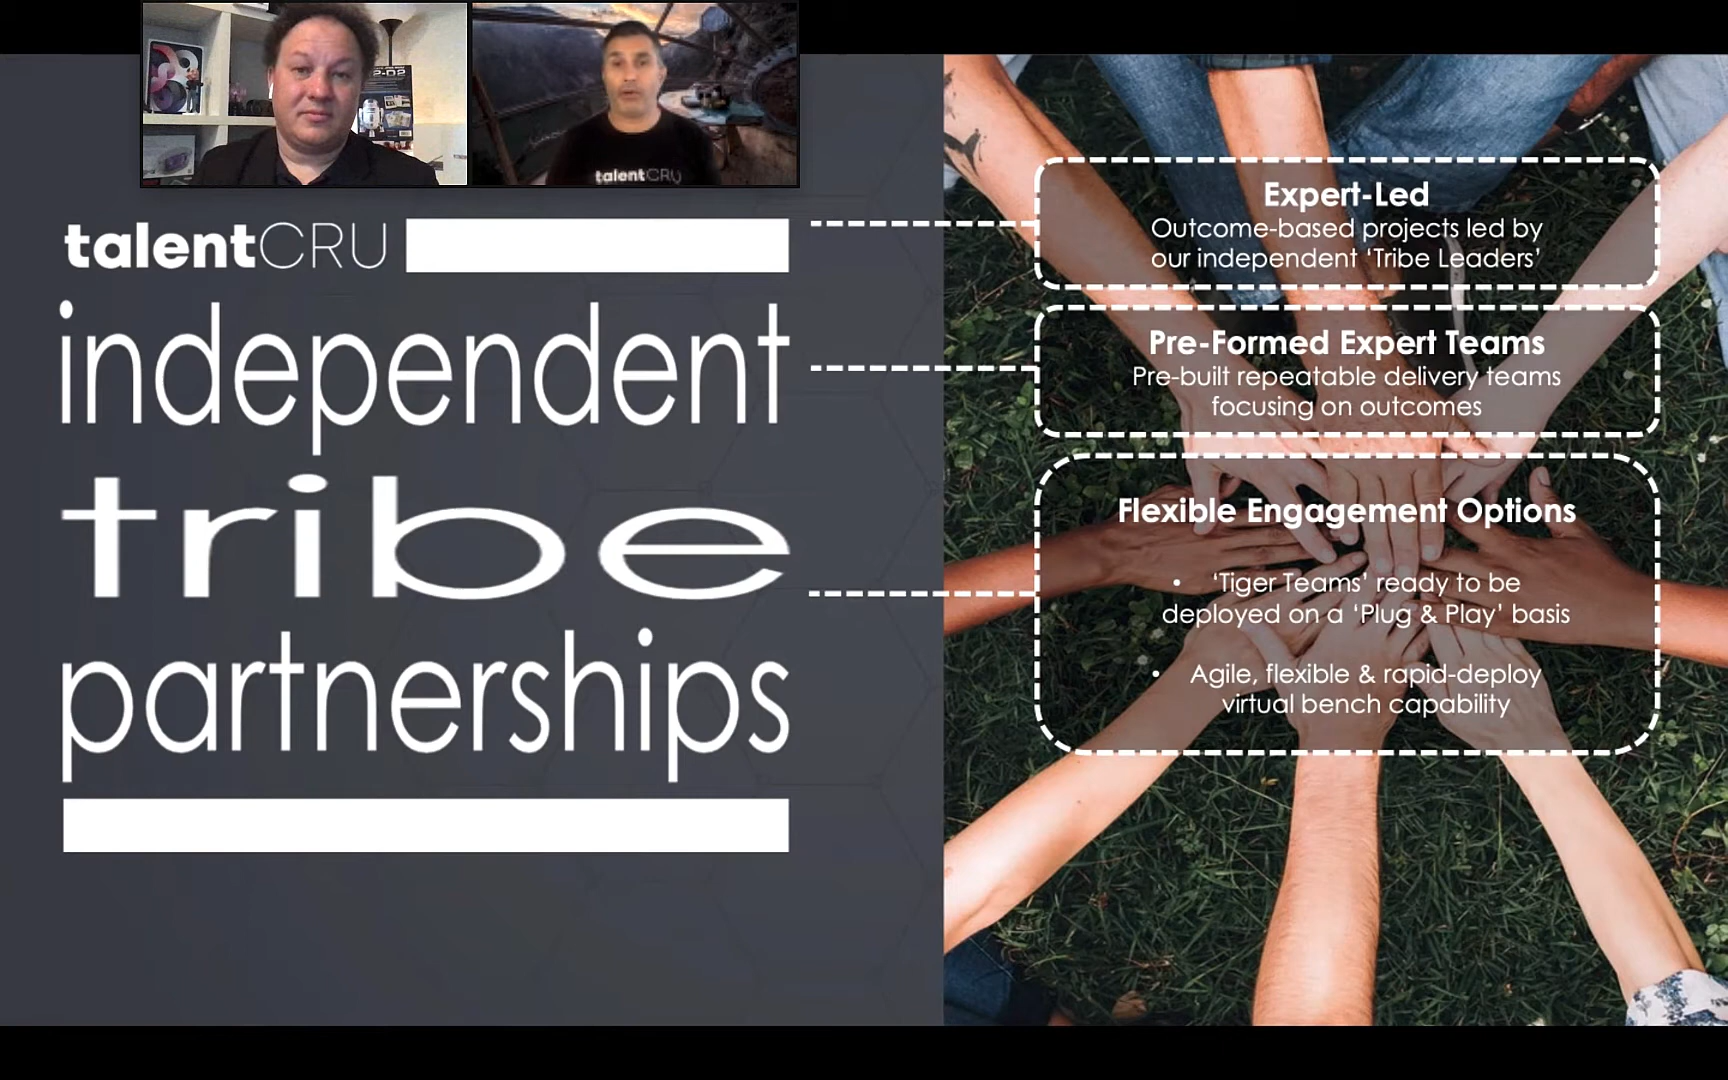 2-D2
talentCRU
talentCRU
independent
tribe
partnerships
Expert-Led
Outcome-based projects led by
our independent ‘Tribe Leaders’
Pre-Formed Expert Teams
Pre-built repeatable delivery teams
focusing on outcomes
Flexible Engagement Options
• ‘Tiger Teams’ ready to be
deployed on a ‘Plug & Play’ basis
• Agile, flexible & rapid-deploy
virtual bench capability